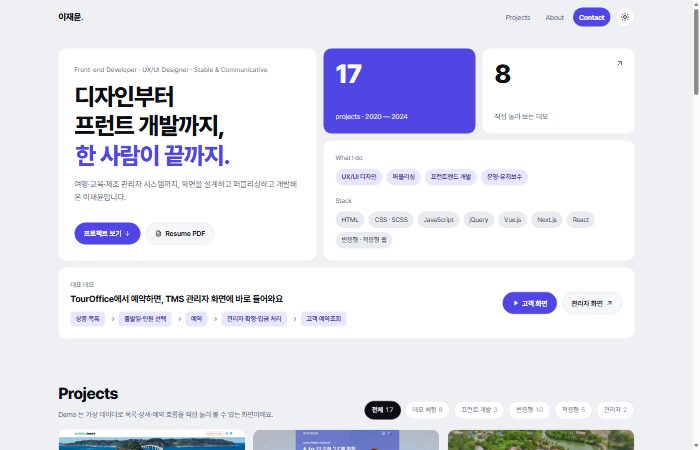 이재윤.
Projects About Contact
Front-end Developer · UX/UI Designer · Stable & Communicative
디자인부터
프런트 개발까지,
한 사람이 끝까지.
여행·교육·제조 관리자 시스템까지, 화면을 설계하고 퍼블리싱하고 개발해
온 이재윤입니다.
프로젝트 보기 ↓ Resume PDF
17
projects · 2020 — 2024
8
직접 눌러 보는 데모
What I do
UX/UI 디자인 퍼블리싱 프런트엔드 개발 운영·유지보수
Stack
HTML CSS · SCSS JavaScript jQuery Vue.js Next.js React
반응형 · 적응형 웹
대표 데모
TourOffice에서 예약하면, TMS 관리자 화면에 바로 들어와요
상품 목록 → 출발일·인원 선택 → 예약 → 관리자 확정·입금 처리 → 고객 예약조회
고객 화면 관리자 화면
Projects
Demo 는 가상 데이터로 목록·상세·예약 흐름을 직접 눌러 볼 수 있는 화면이에요.
전체 17 데모 체험 8 프런트 개발 3 반응형 10 적응형 5 관리자 2